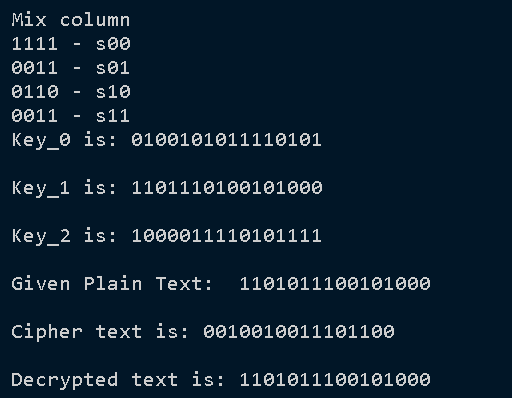 Mix column
1111 - s00
0011 - s01
0110 - s10
0011 - s11
Key_0 is: 0100101011110101
Key_1 is: 1101110100101000
Key_2 is: 1000011110101111
Given Plain Text:  1101011100101000
Cipher text is: 0010010011101100
Decrypted text is: 1101011100101000